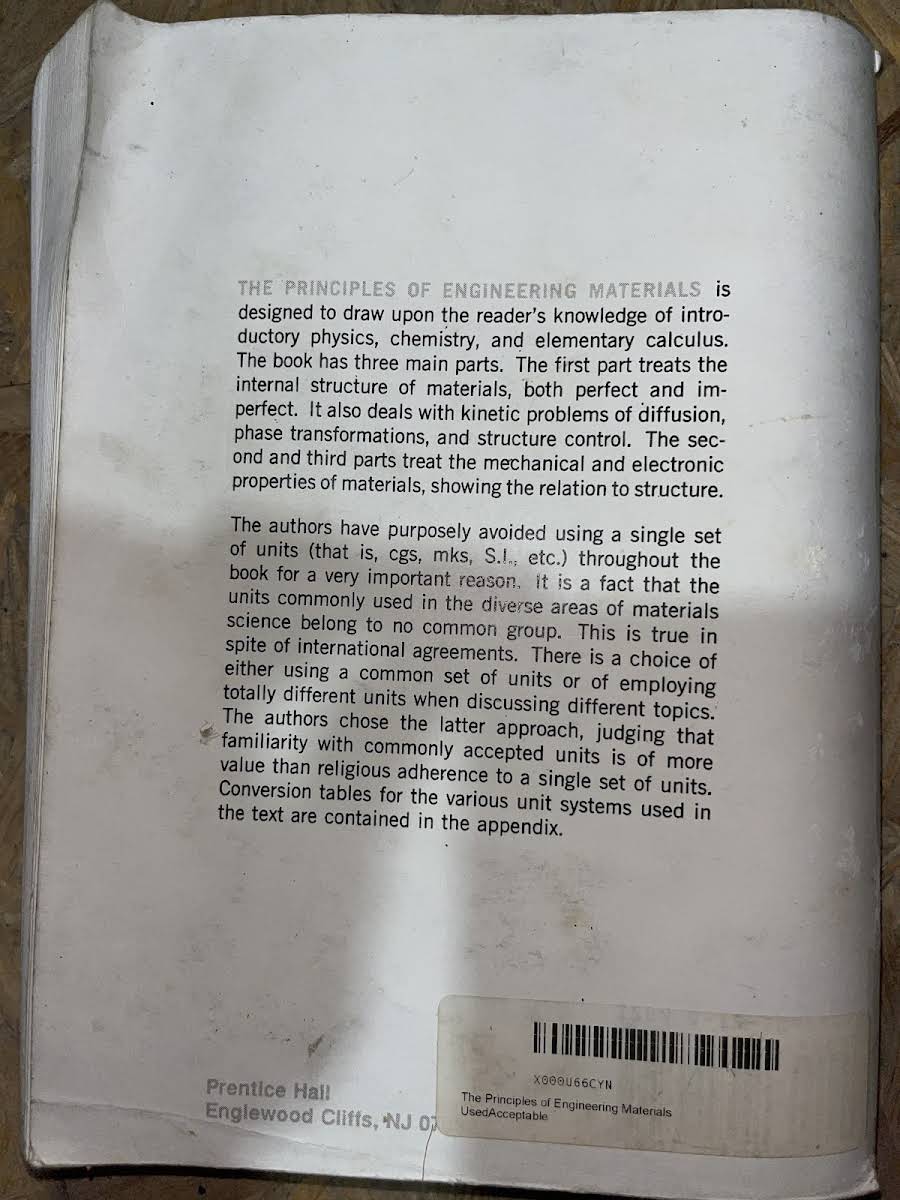 THE PRINCIPLES OF ENGINEERING MATERIALS is
designed to draw upon the reader's knowledge of intro-
ductory physics, chemistry, and elementary calculus.
The book has three main parts. The first part treats the
internal structure of materials, both perfect and im-
perfect. It also deals with kinetic problems of diffusion,
phase transformations, and structure control. The sec-
ond and third parts treat the mechanical and electronic
properties of materials, showing the relation to structure.
The authors have purposely avoided using a single set
of units (that is, cgs, mks, S.I., etc.) throughout the
book for a very important reason. It is a fact that the
units commonly used in the diverse areas of materials
science belong to no common group. This is true in
spite of international agreements. There is a choice of
either using a common set of units or of employing
totally different units when discussing different topics.
The authors chose the latter approach, judging that
familiarity with commonly accepted units is of more
value than religious adherence to a single set of units.
Conversion tables for the various unit systems used in
the text are contained in the appendix.
X000U66CYN
The Principles of Engineering Materials
UsedAcceptable
Prentice Hall
Englewood Cliffs, NJ